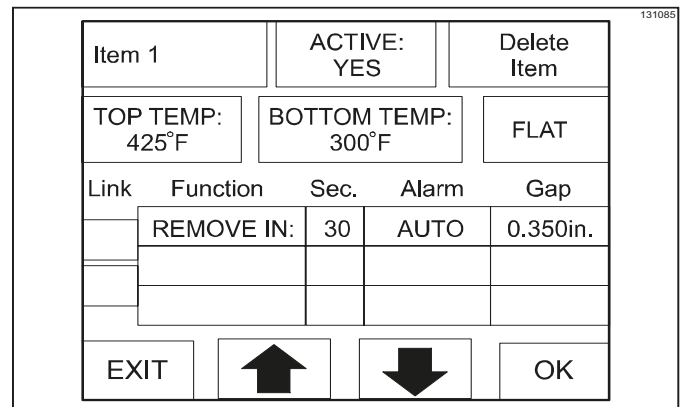 131085
Item 1
ACTIVE:
YES
Delete
Item
TOP TEMP:
425°F
BOTTOM TEMP:
300°F
FLAT
Link Function Sec. Alarm Gap
REMOVE IN: 30 AUTO 0.350in.
EXIT
OK